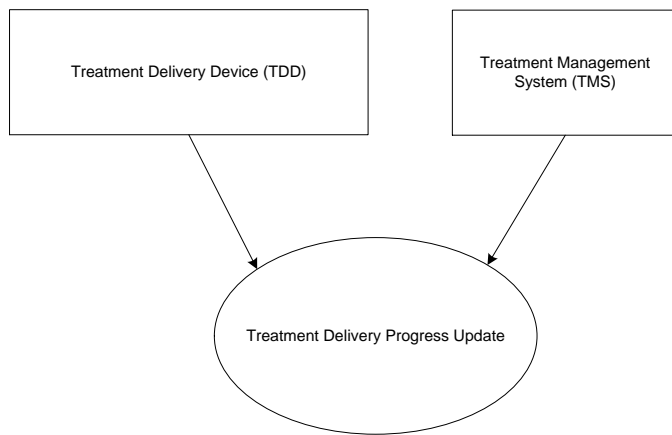 Treatment Delivery Device (TDD)
Treatment Management
System (TMS)
Treatment Delivery Progress Update